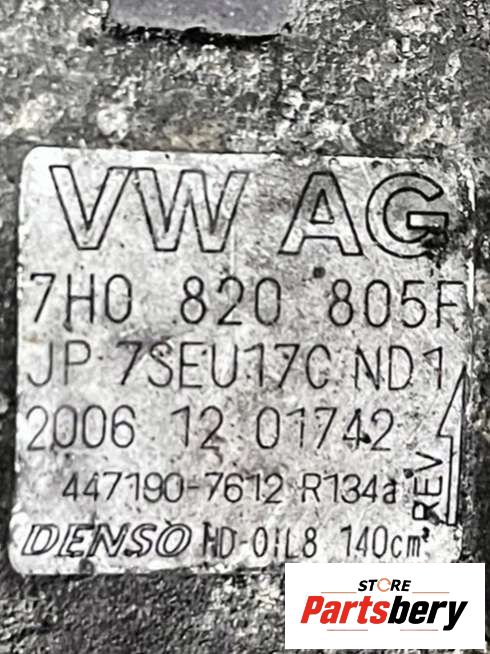 VW AG
7H0 820 805F
JP 7SEU17C ND1
2006 12 01742
447190-7612 R134a
REV
DENSO ND-OIL8 140cm³
STORE
Partsbery